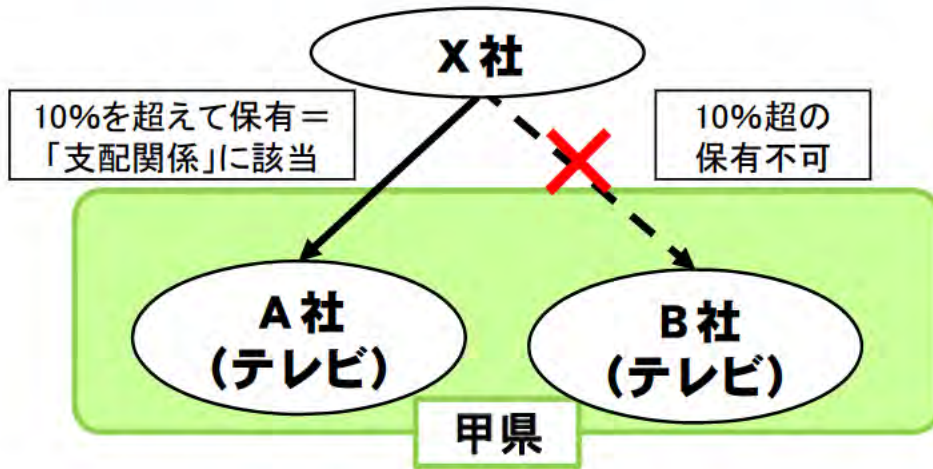 X社
10%を超えて保有＝
「支配関係」に該当
10%超の
保有不可
A社
(テレビ)
B社
(テレビ)
甲県